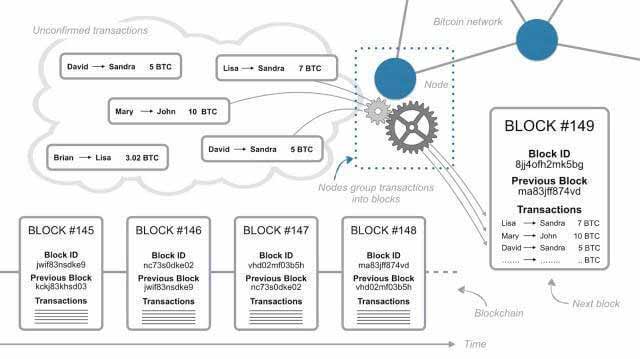 Unconfirmed transactions
Bitcoin network
David → Sandra 5 BTC
Lisa → Sandra 7 BTC
Node
Mary → John 10 BTC
David → Sandra 5 BTC
Brian → Lisa 3.02 BTC
Nodes group transactions
into blocks
BLOCK #149
Block ID
8jj4ofh2mk5bg
Previous Block
ma83jff874vd
Transactions
Lisa → Sandra 7 BTC
Mary → John 10 BTC
David → Sandra 5 BTC
...... → ........ .. BTC
BLOCK #145
Block ID
jwif83nsdke9
Previous Block
kckj83khsd03
Transactions
BLOCK #146
Block ID
nc73s0dke02
Previous Block
jwif83nsdke9
Transactions
BLOCK #147
Block ID
vhd02mf03b5h
Previous Block
nc73s0dke02
Transactions
BLOCK #148
Block ID
ma83jff874vd
Previous Block
vhd02mf03b5h
Transactions
Blockchain
Next block
Time